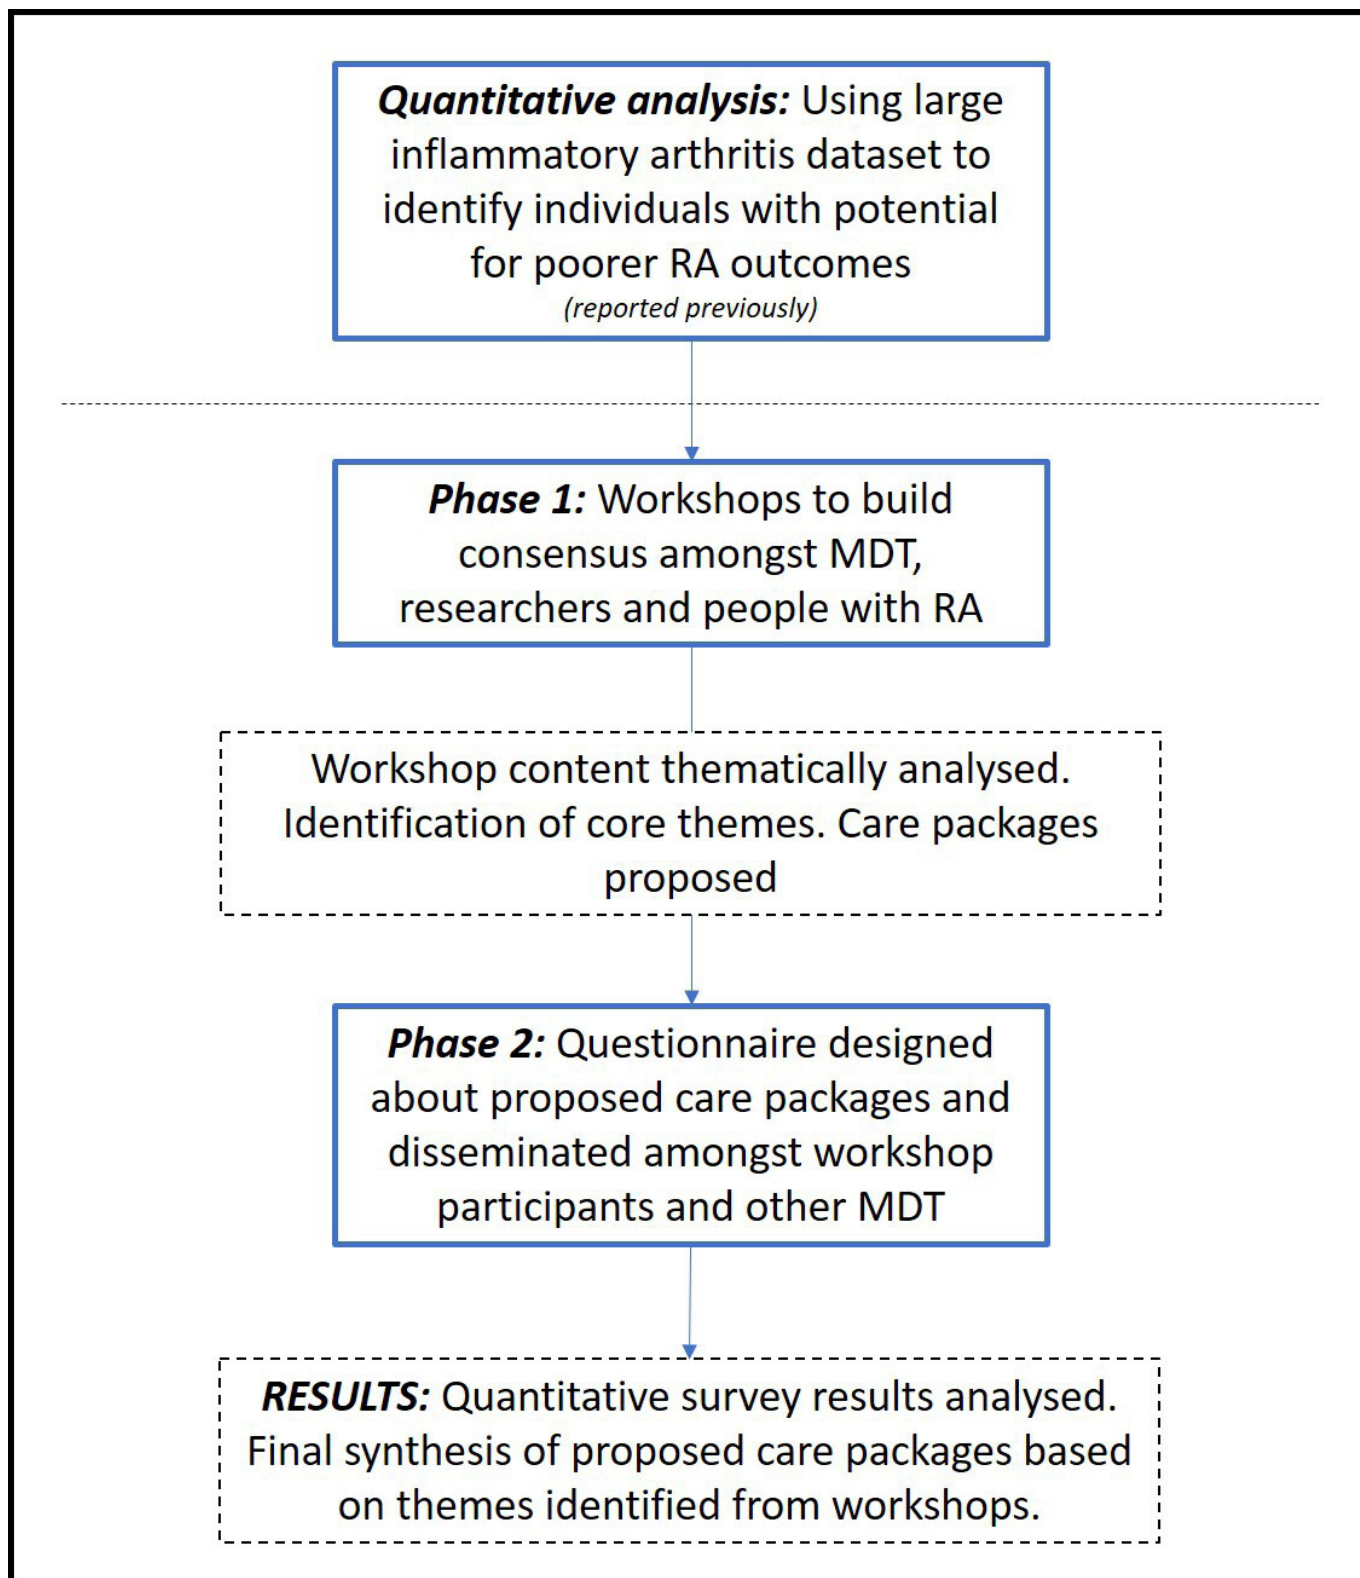 Quantitative analysis: Using large
inflammatory arthritis dataset to
identify individuals with potential
for poorer RA outcomes
(reported previously)
Phase 1: Workshops to build
consensus amongst MDT,
researchers and people with RA
Workshop content thematically analysed.
Identification of core themes. Care packages
proposed
Phase 2: Questionnaire designed
about proposed care packages and
disseminated amongst workshop
participants and other MDT
RESULTS: Quantitative survey results analysed.
Final synthesis of proposed care packages based
on themes identified from workshops.